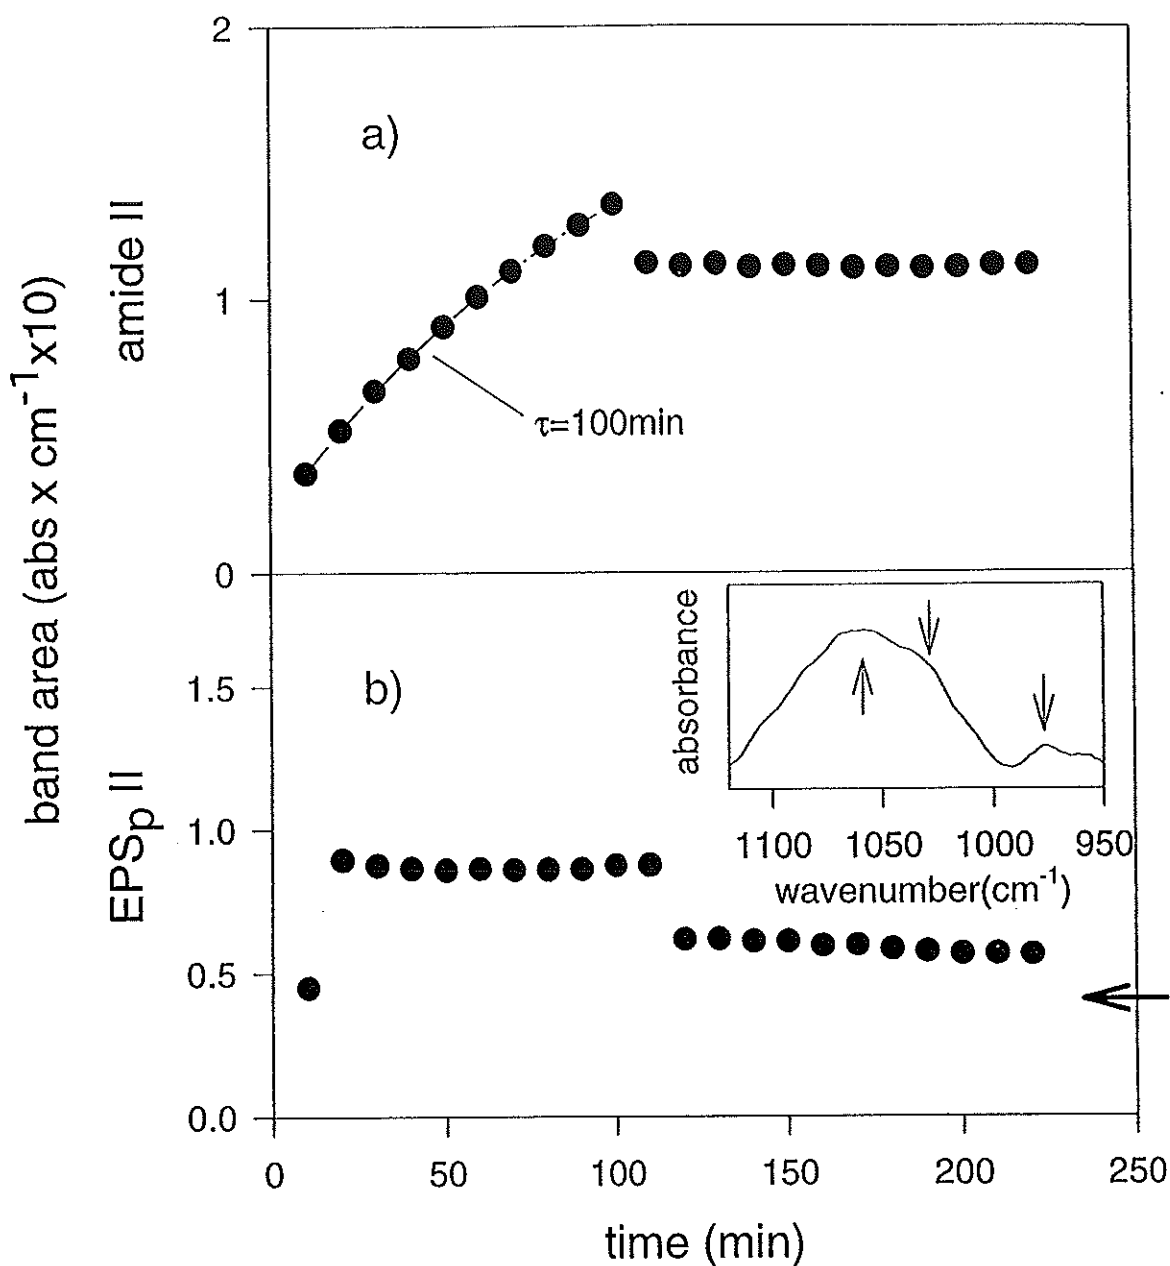 2
a)
amide II
1
τ=100min
0
band area (abs x cm-1x10)
absorbance
1100 1050 1000 950
wavenumber(cm-1)
1.5
b)
EPSp II
1.0
0.5
0.0
0 50 100 150 200 250
time (min)